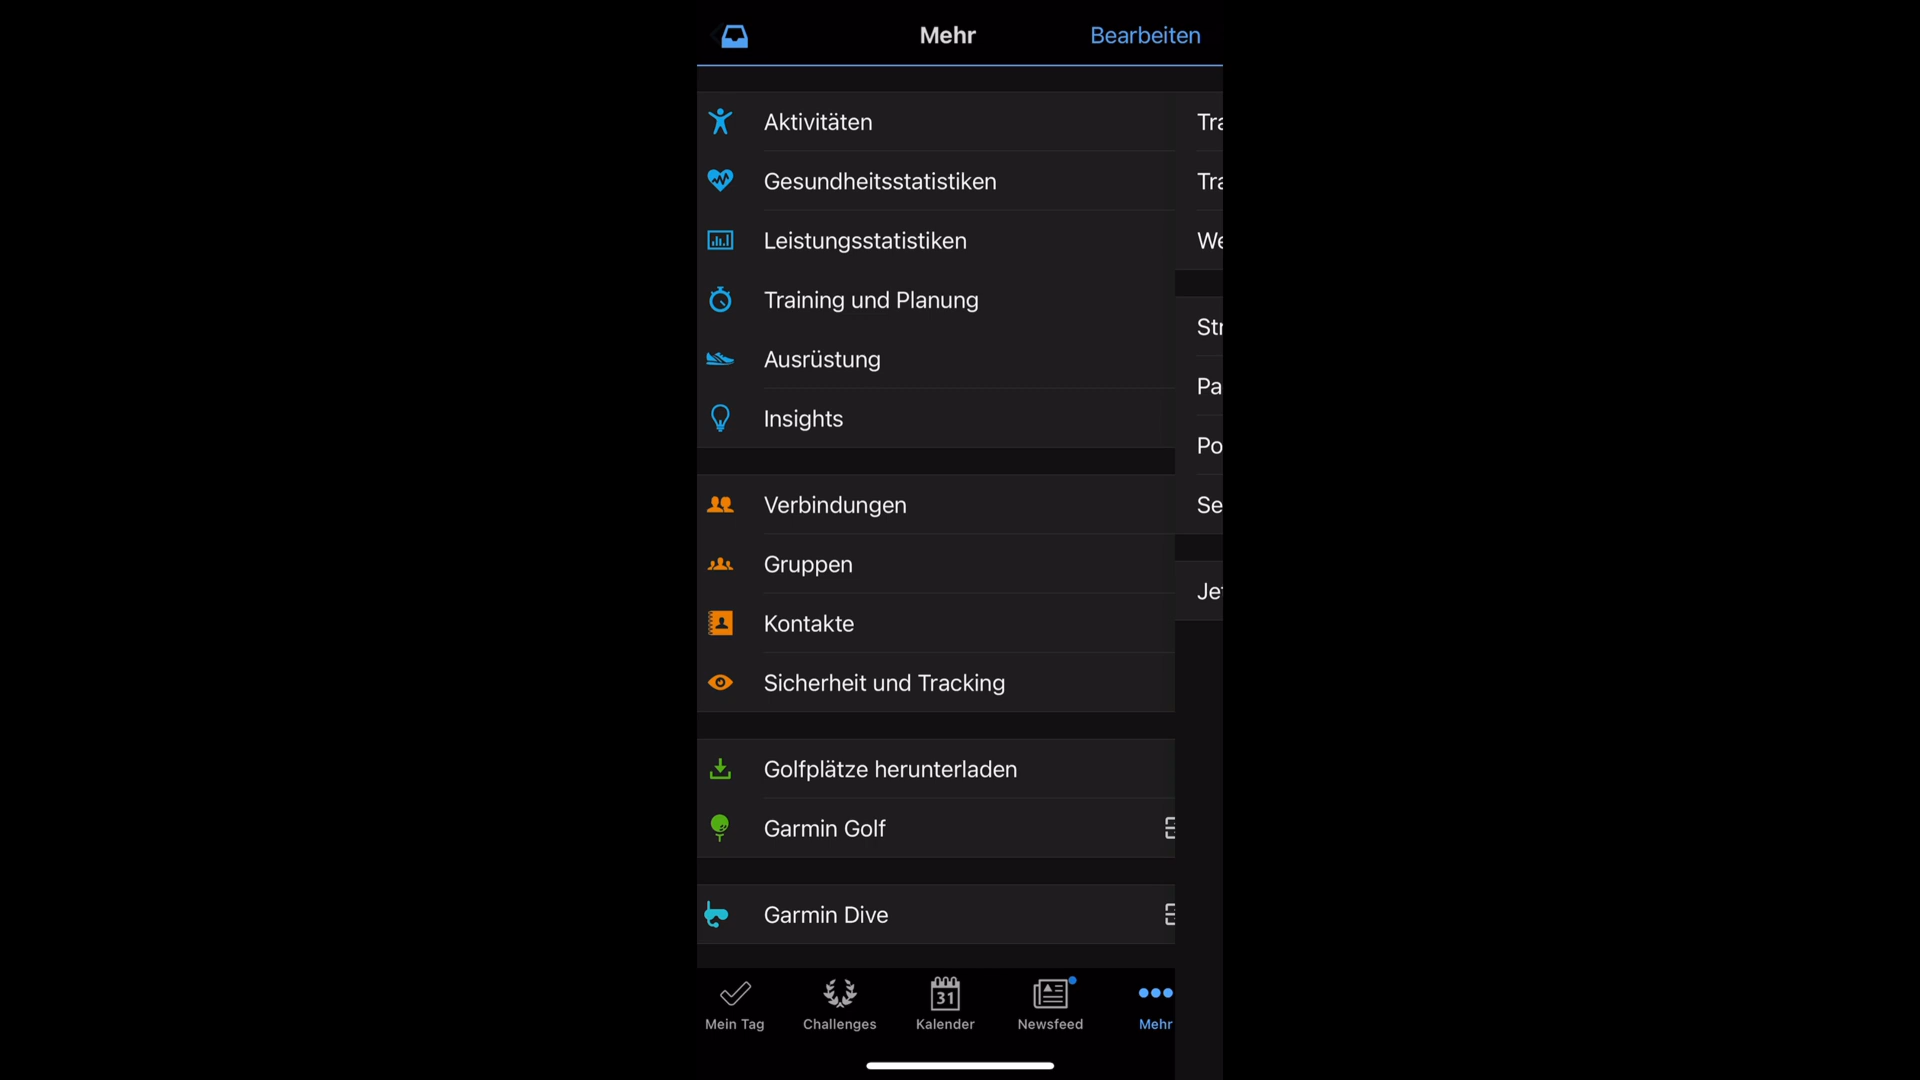 Mehr
Bearbeiten
Aktivitäten
Gesundheitsstatistiken
Leistungsstatistiken
Training und Planung
Ausrüstung
Insights
Verbindungen
Gruppen
Kontakte
Sicherheit und Tracking
Golfplätze herunterladen
Garmin Golf
Garmin Dive
31
Mein Tag
Challenges
Kalender
Newsfeed
Mehr